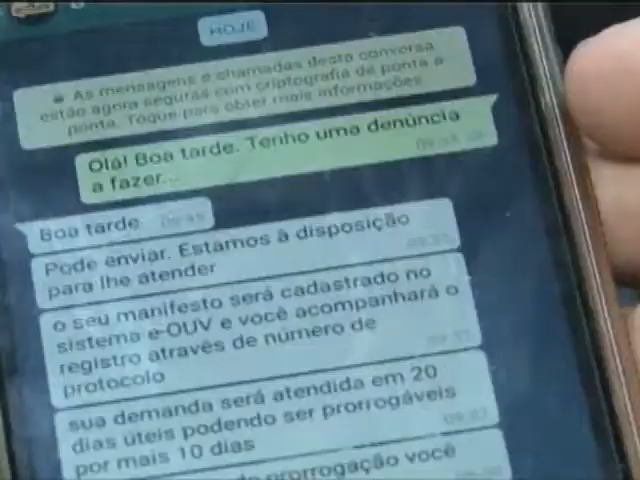 HOJE
As mensagens e chamadas desta conversa
estão agora seguras com criptografia de ponta a
ponta. Toque para obter mais informações
Olá! Boa tarde. Tenho uma denúncia
a fazer...
Boa tarde
Pode enviar. Estamos à disposição
para lhe atender
o seu manifesto será cadastrado no
sistema e-OUV e você acompanhará o
registro através de número de
protocolo
sua demanda será atendida em 20
dias úteis podendo ser prorrogáveis
por mais 10 dias
prorrogação você